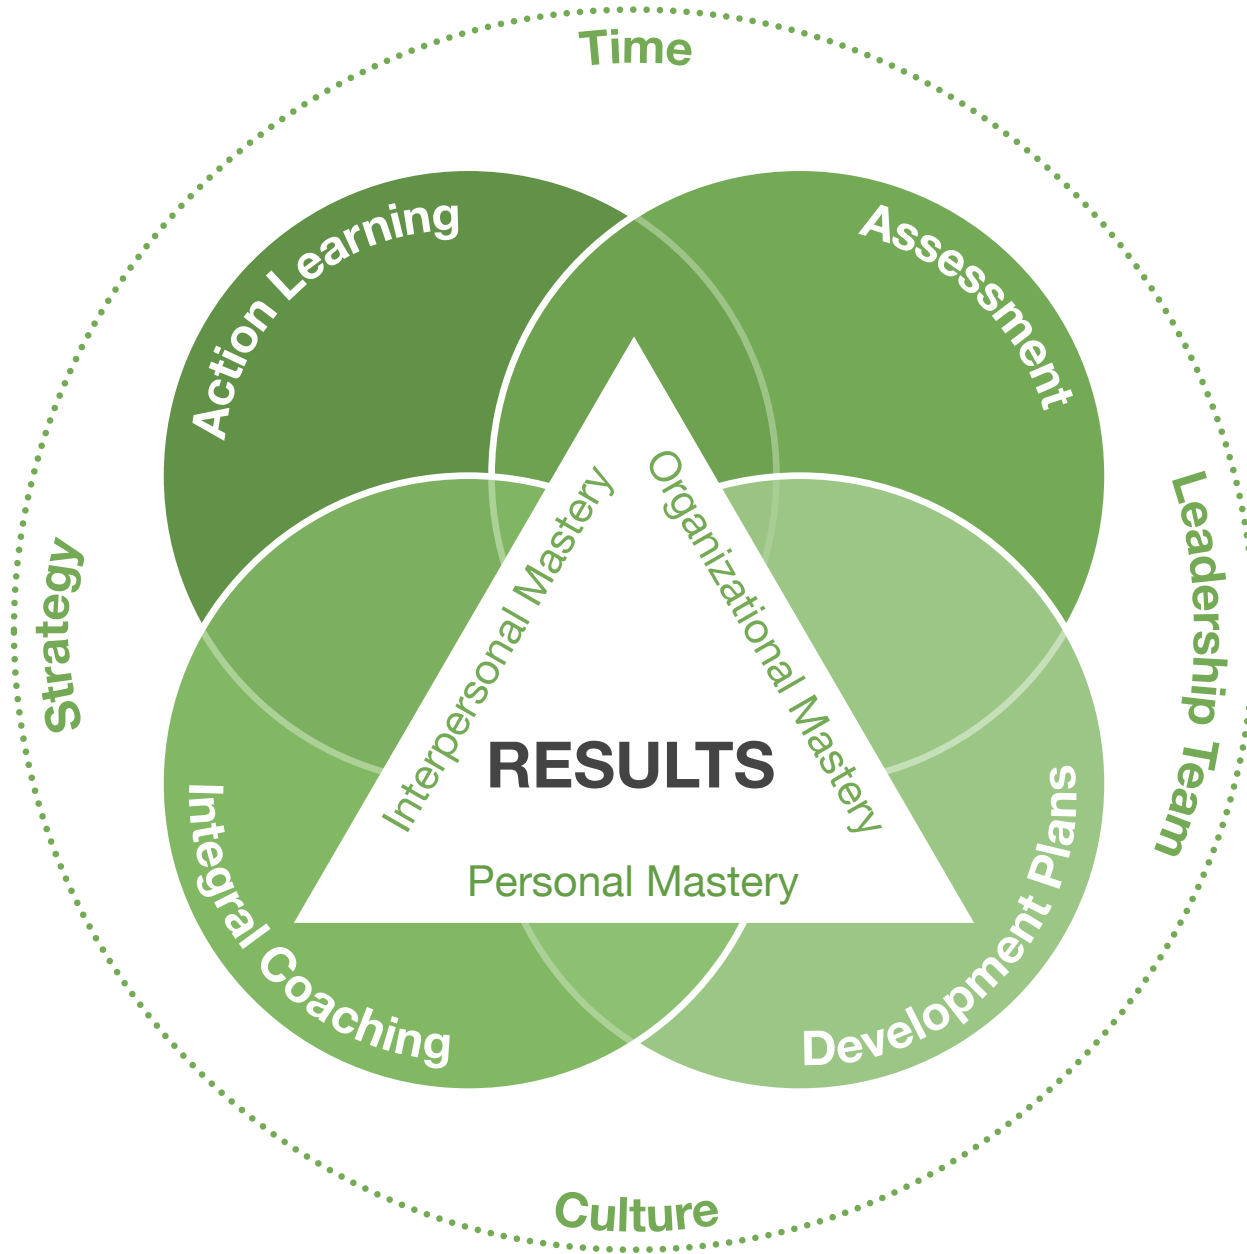 Time
Action Learning
Assessment
Strategy
Leadership Team
Interpersonal Mastery
Organizational Mastery
RESULTS
Personal Mastery
Integral Coaching
Development Plans
Culture